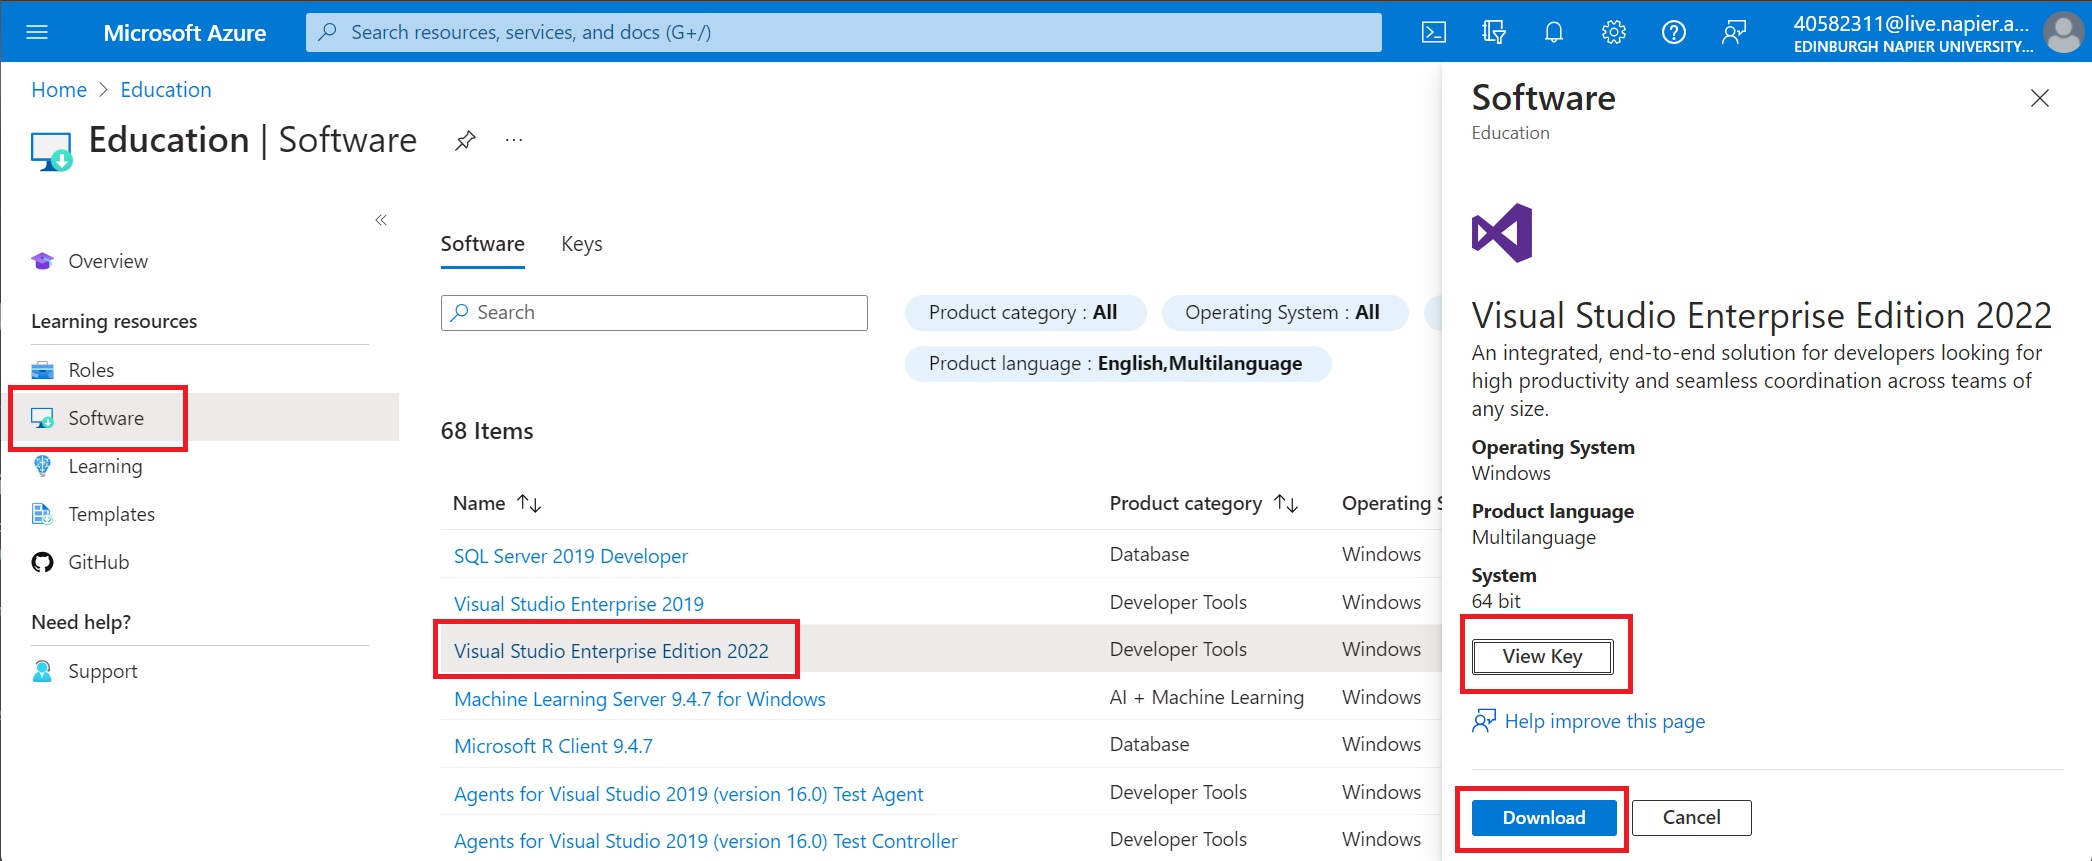 Microsoft Azure
Search resources, services, and docs (G+/)
40582311@live.napier.a...
EDINBURGH NAPIER UNIVERSITY...
Home > Education
Education | Software
...
«
Overview
Learning resources
Roles
Software
Learning
Templates
GitHub
Need help?
Support
Software Keys
Search
Product category : All
Operating System : All
Product language : English,Multilanguage
68 Items
Name ↑↓ Product category ↑↓ Operating S
SQL Server 2019 Developer Database Windows
Visual Studio Enterprise 2019 Developer Tools Windows
Visual Studio Enterprise Edition 2022 Developer Tools Windows
Machine Learning Server 9.4.7 for Windows AI + Machine Learning Windows
Microsoft R Client 9.4.7 Database Windows
Agents for Visual Studio 2019 (version 16.0) Test Agent Developer Tools Windows
Agents for Visual Studio 2019 (version 16.0) Test Controller Developer Tools Windows
Software
Education
Visual Studio Enterprise Edition 2022
An integrated, end-to-end solution for developers looking for
high productivity and seamless coordination across teams of
any size.
Operating System
Windows
Product language
Multilanguage
System
64 bit
View Key
Help improve this page
Download Cancel